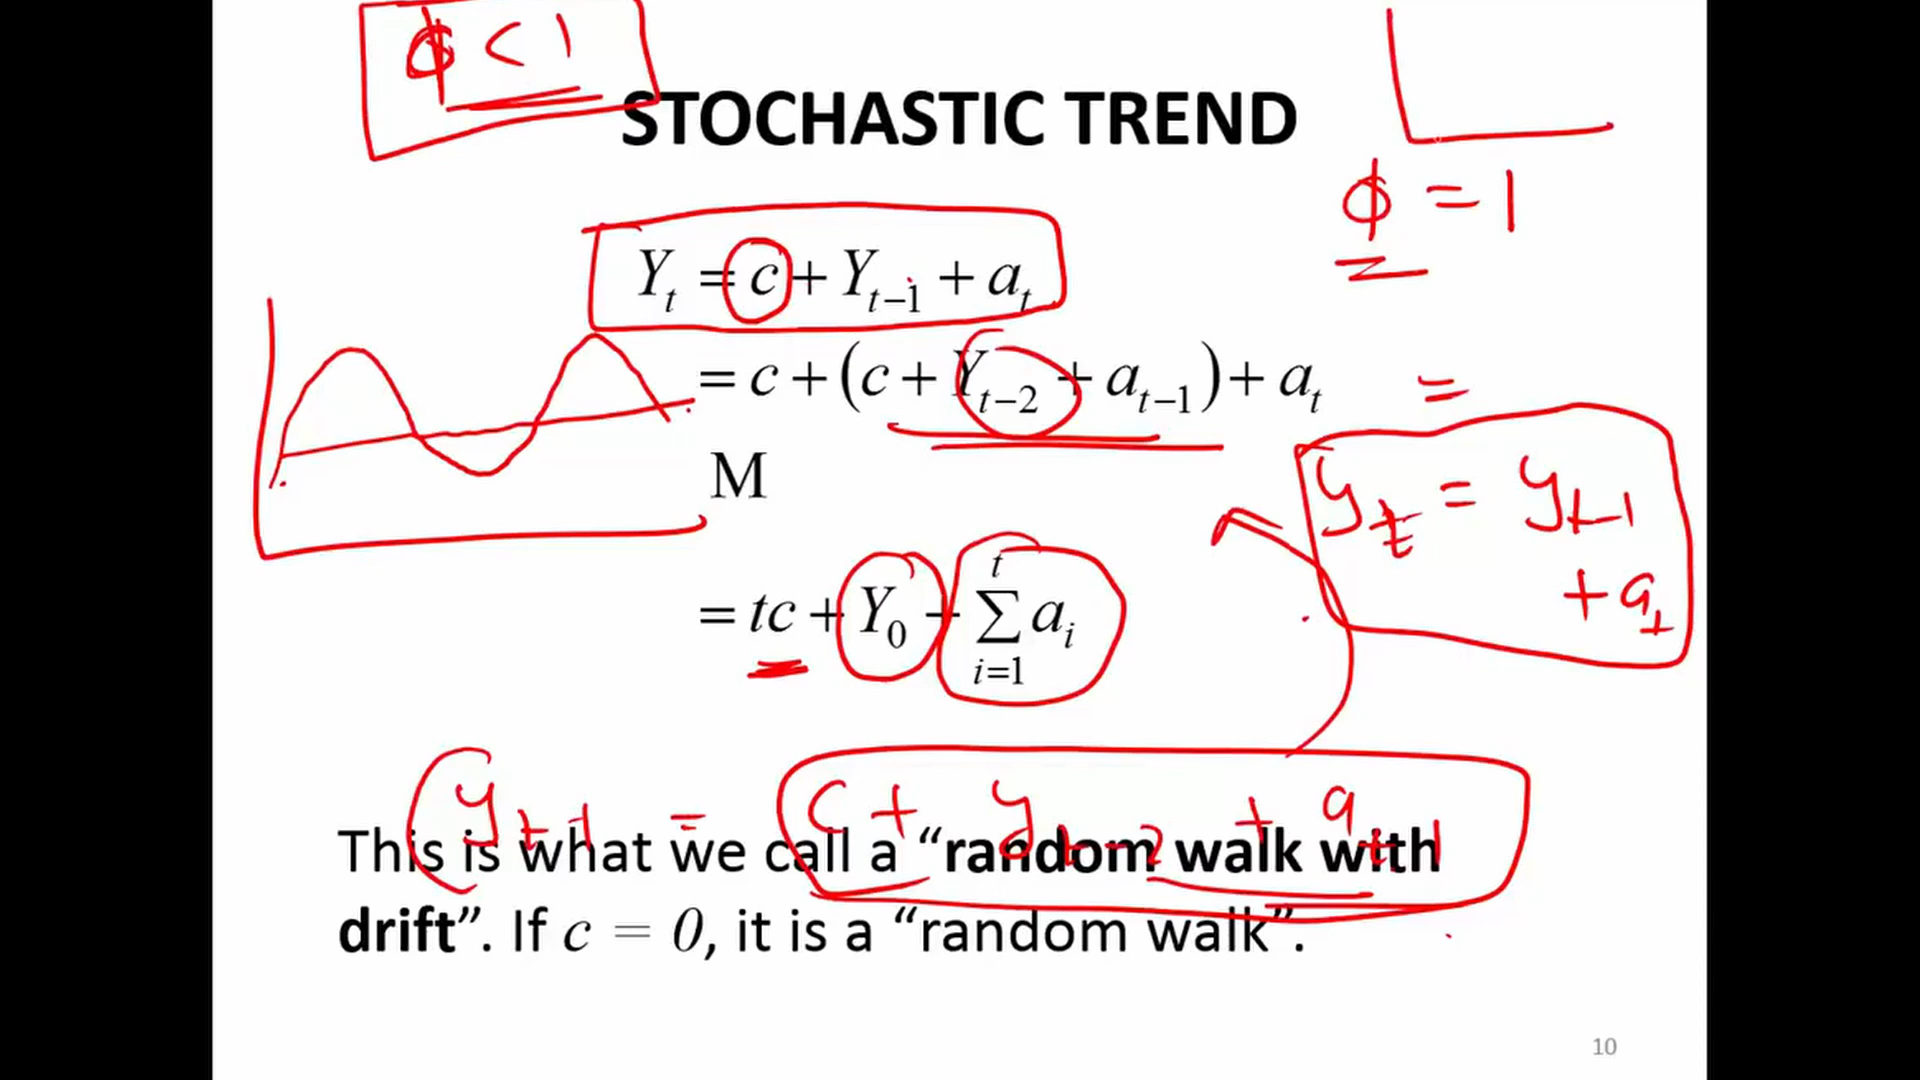 ϕ < 1
STOCHASTIC TREND
ϕ = 1
Y_t = c + Y_{t-1} + a_t
= c + (c + Y_{t-2} + a_{t-1}) + a_t
=
M
y_t = y_{t-1}
+ a_t
= tc + Y_0 + \sum_{i=1}^{t} a_i
y_{t-1} = c + y_{t-2} + a_{t-1}
This is what we call a “random walk with
drift”. If c = 0, it is a “random walk”.
10